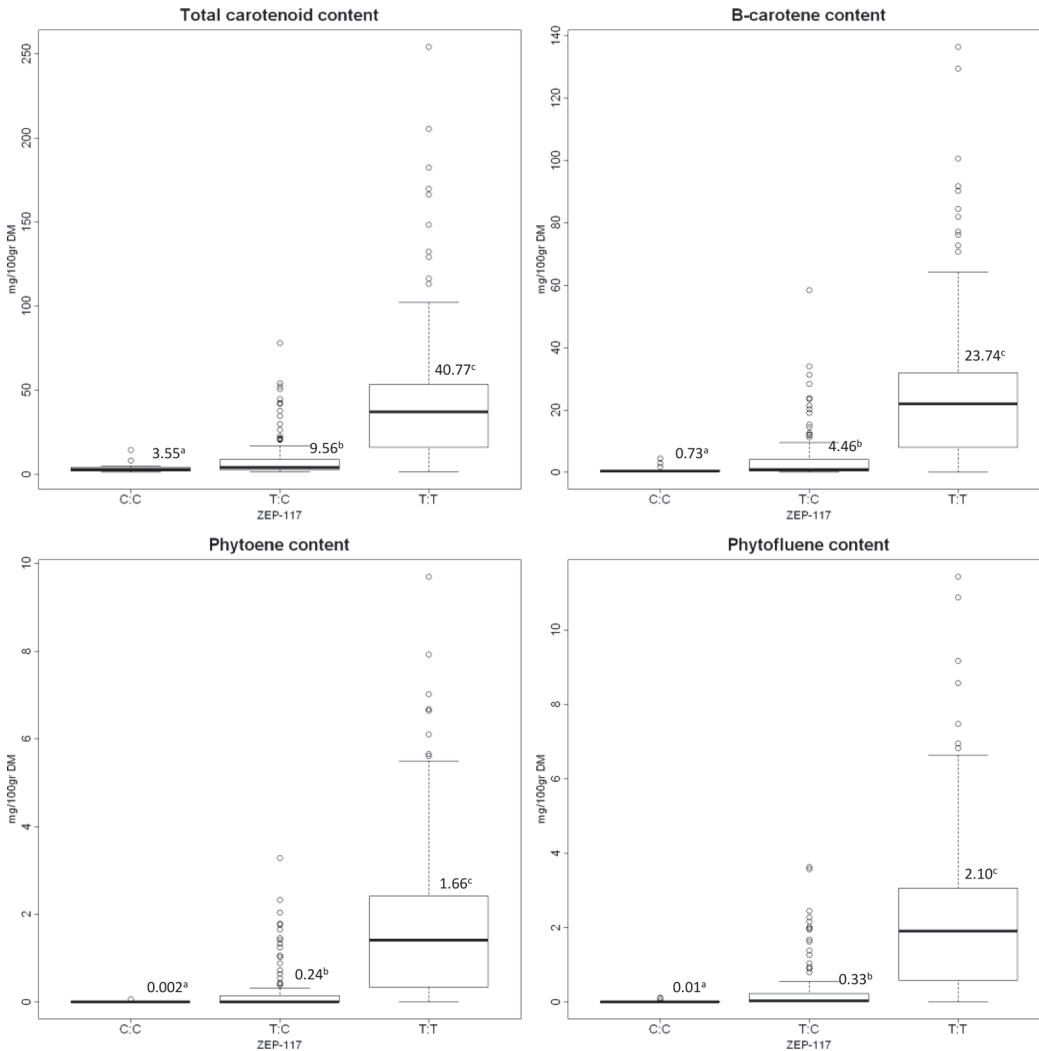 Total carotenoid content
250
200
150
100
50
0
mg/100gr DM
3.55ᵃ
9.56ᵇ
40.77ᶜ
C:C T:C T:T
ZEP-117
B-carotene content
140
120
100
80
60
40
20
0
mg/100gr DM
0.73ᵃ
4.46ᵇ
23.74ᶜ
C:C T:C T:T
ZEP-117
Phytoene content
10
8
6
4
2
0
mg/100gr DM
0.002ᵃ
0.24ᵇ
1.66ᶜ
C:C T:C T:T
ZEP-117
Phytofluene content
10
8
6
4
2
0
mg/100gr DM
0.01ᵃ
0.33ᵇ
2.10ᶜ
C:C T:C T:T
ZEP-117